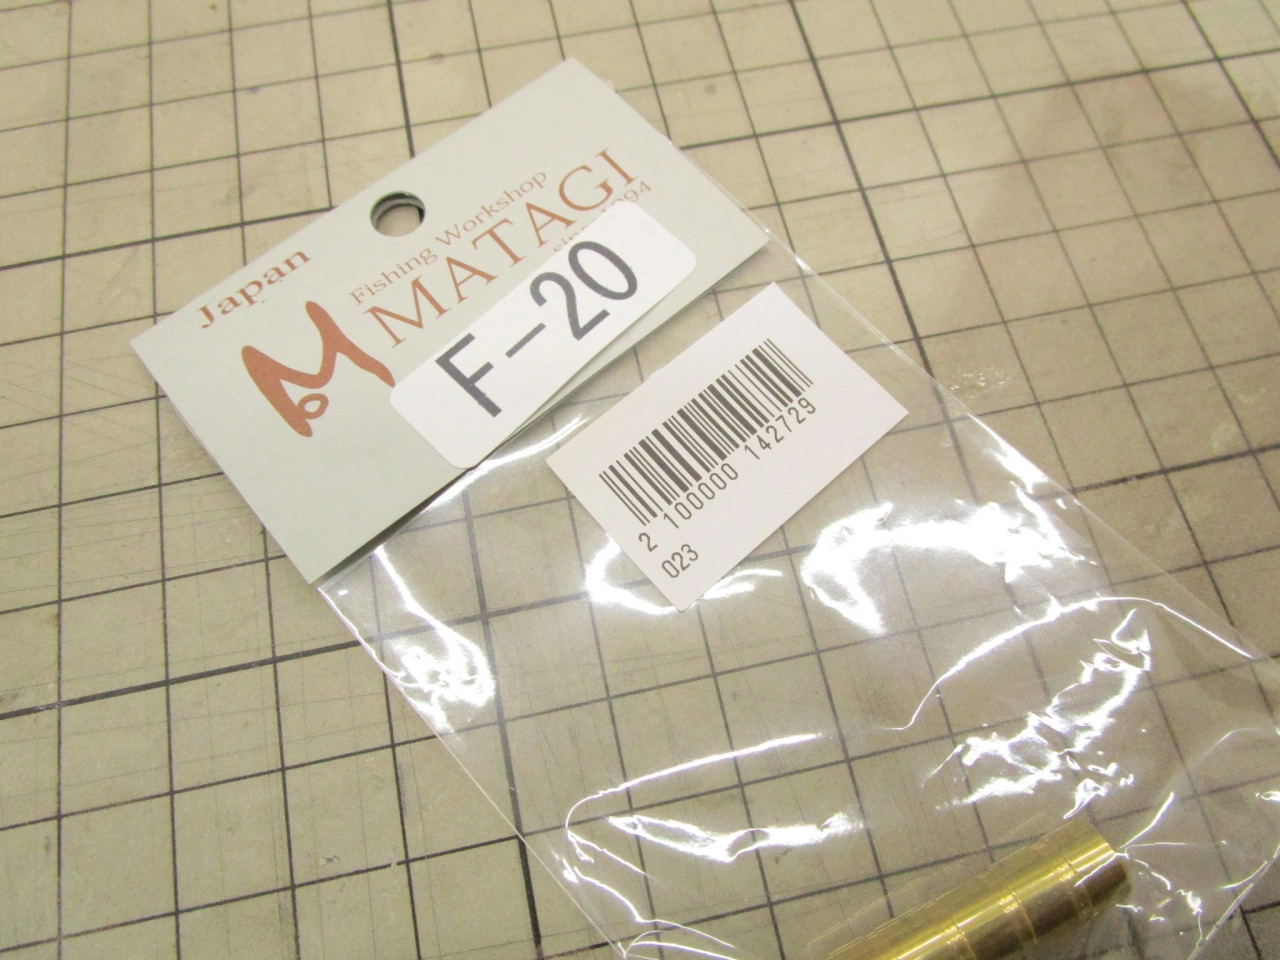 Japan
Fishing Workshop
MATAGI
F-20
2 100000 142729
023